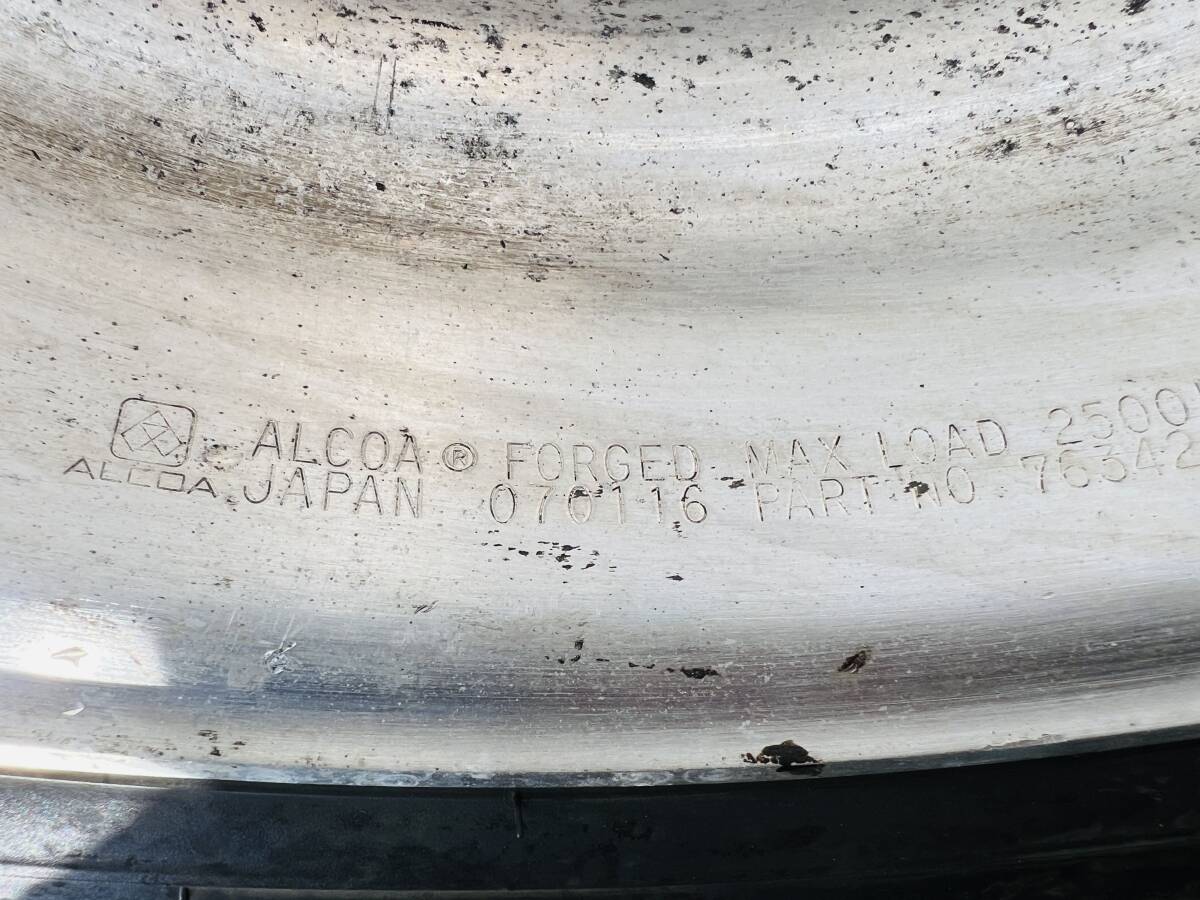 ALCOA
ALCOA® FORGED MAX LOAD 2500
JAPAN 070116 PART NO 76342